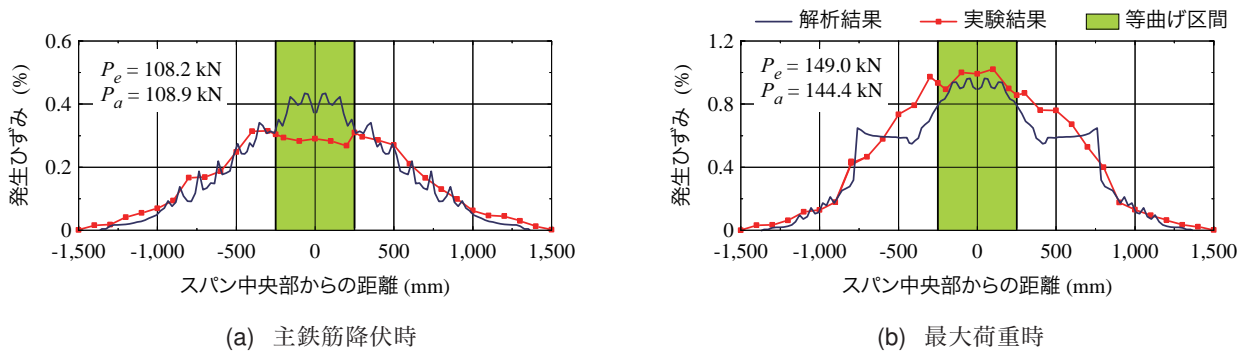 解析結果 実験結果 等曲げ区間
0.6
0.4
0.2
0
発生ひずみ (%)
Pe = 108.2 kN
Pa = 108.9 kN
-1,500 -1,000 -500 0 500 1,000 1,500
スパン中央部からの距離 (mm)
(a) 主鉄筋降伏時
1.2
0.8
0.4
0
発生ひずみ (%)
Pe = 149.0 kN
Pa = 144.4 kN
-1,500 -1,000 -500 0 500 1,000 1,500
スパン中央部からの距離 (mm)
(b) 最大荷重時